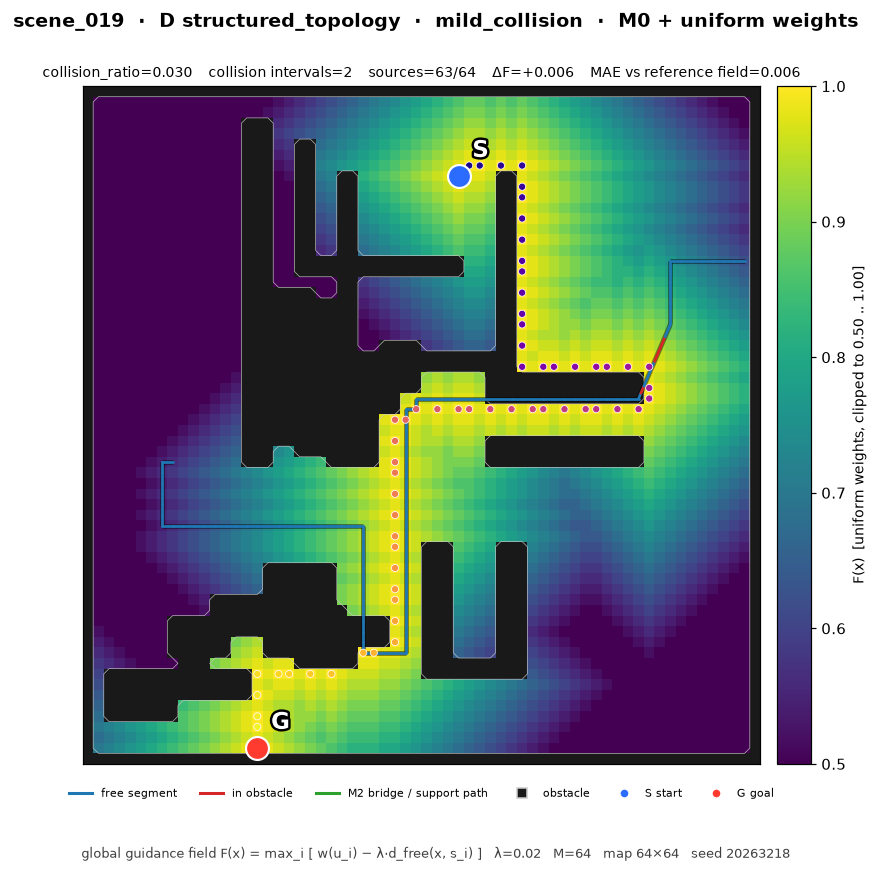 scene_019 · D structured_topology · mild_collision · M0 + uniform weights
collision_ratio=0.030 collision intervals=2 sources=63/64 ΔF=+0.006 MAE vs reference field=0.006
S
G
1.0
0.9
0.8
0.7
0.6
0.5
F(x) [uniform weights, clipped to 0.50 .. 1.00]
free segment in obstacle M2 bridge / support path obstacle S start G goal
global guidance field F(x) = max_i [ w(u_i) − λ·d_free(x, s_i) ] λ=0.02 M=64 map 64×64 seed 20263218